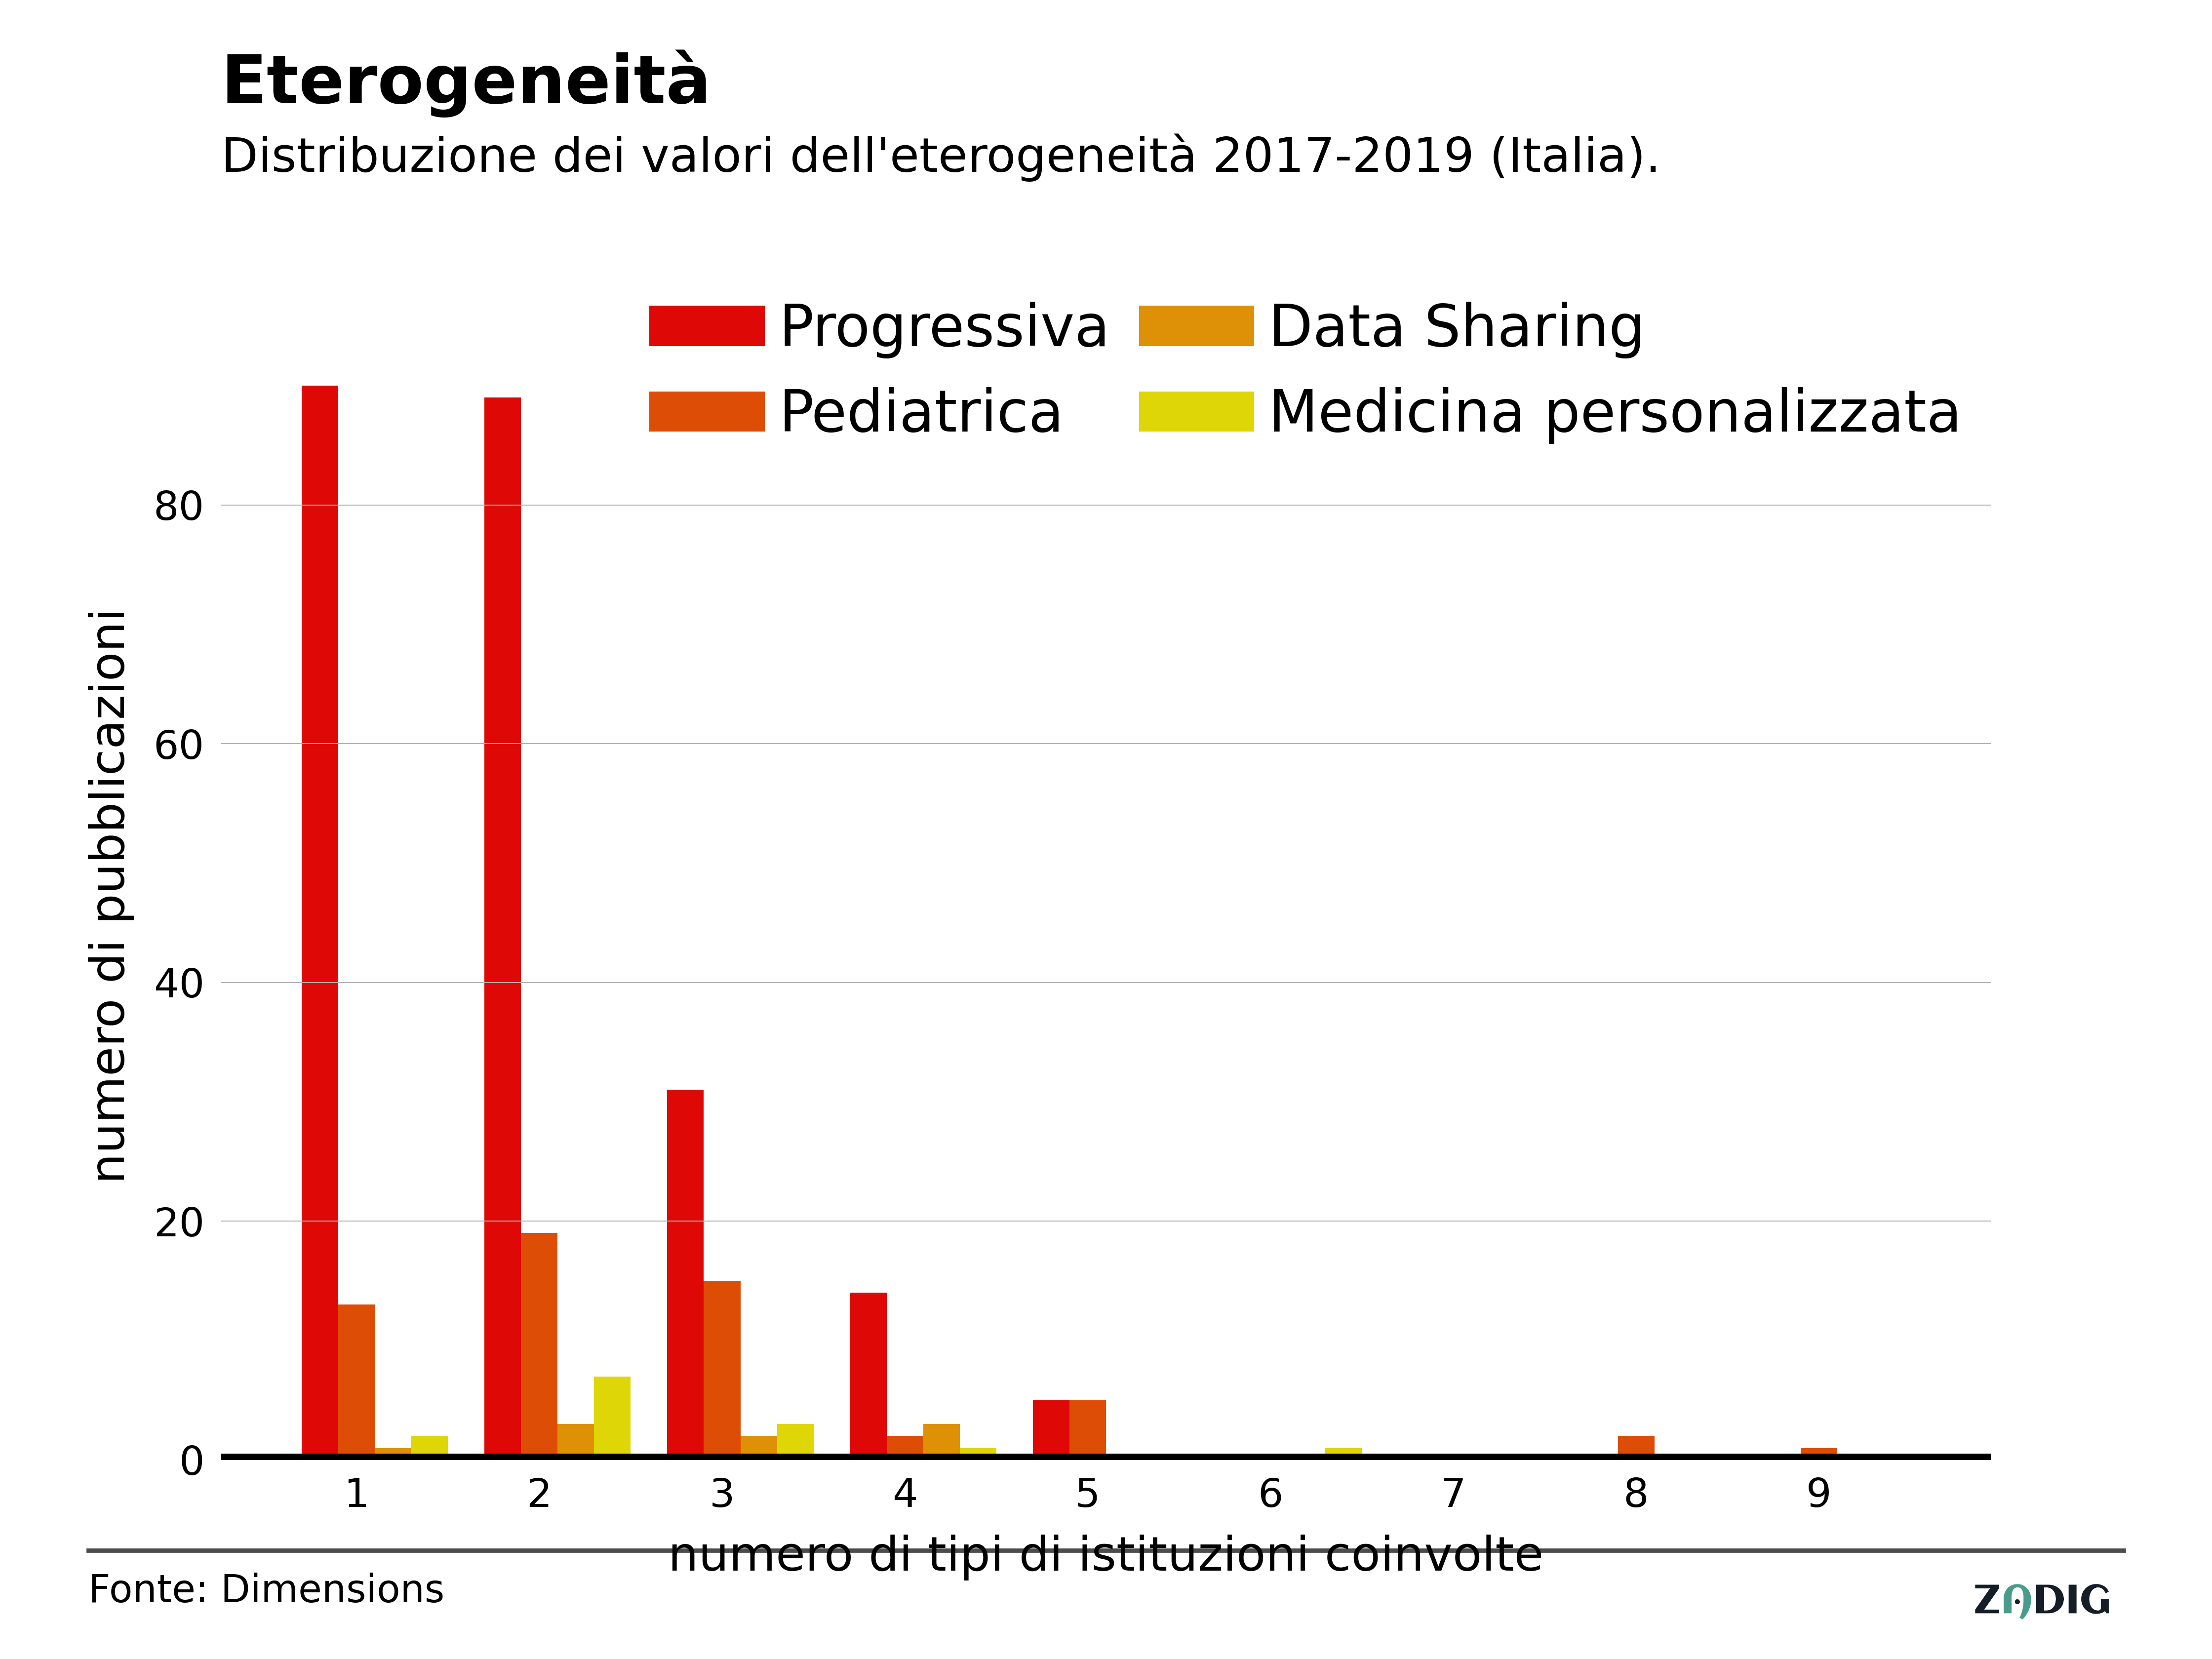 Eterogeneità
Distribuzione dei valori dell'eterogeneità 2017-2019 (Italia).
Progressiva
Data Sharing
Pediatrica
Medicina personalizzata
numero di pubblicazioni
80
60
40
20
0
1 2 3 4 5 6 7 8 9
numero di tipi di istituzioni coinvolte
Fonte: Dimensions
ZADIG